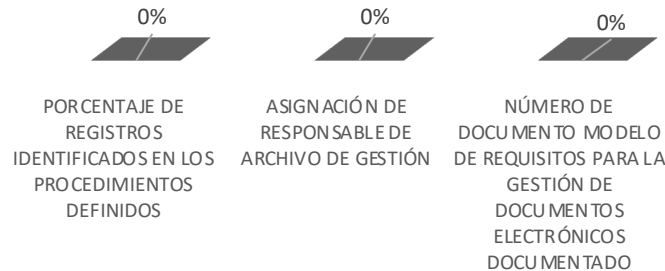 0%
0%
0%
PORCENTAJE DE
REGISTROS
IDENTIFICADOS EN LOS
PROCEDIMIENTOS
DEFINIDOS
ASIGNACIÓN DE
RESPONSABLE DE
ARCHIVO DE GESTIÓN
NÚMERO DE
DOCUMENTO MODELO
DE REQUISITOS PARA LA
GESTIÓN DE
DOCUMENTOS
ELECTRÓNICOS
DOCUMENTADO